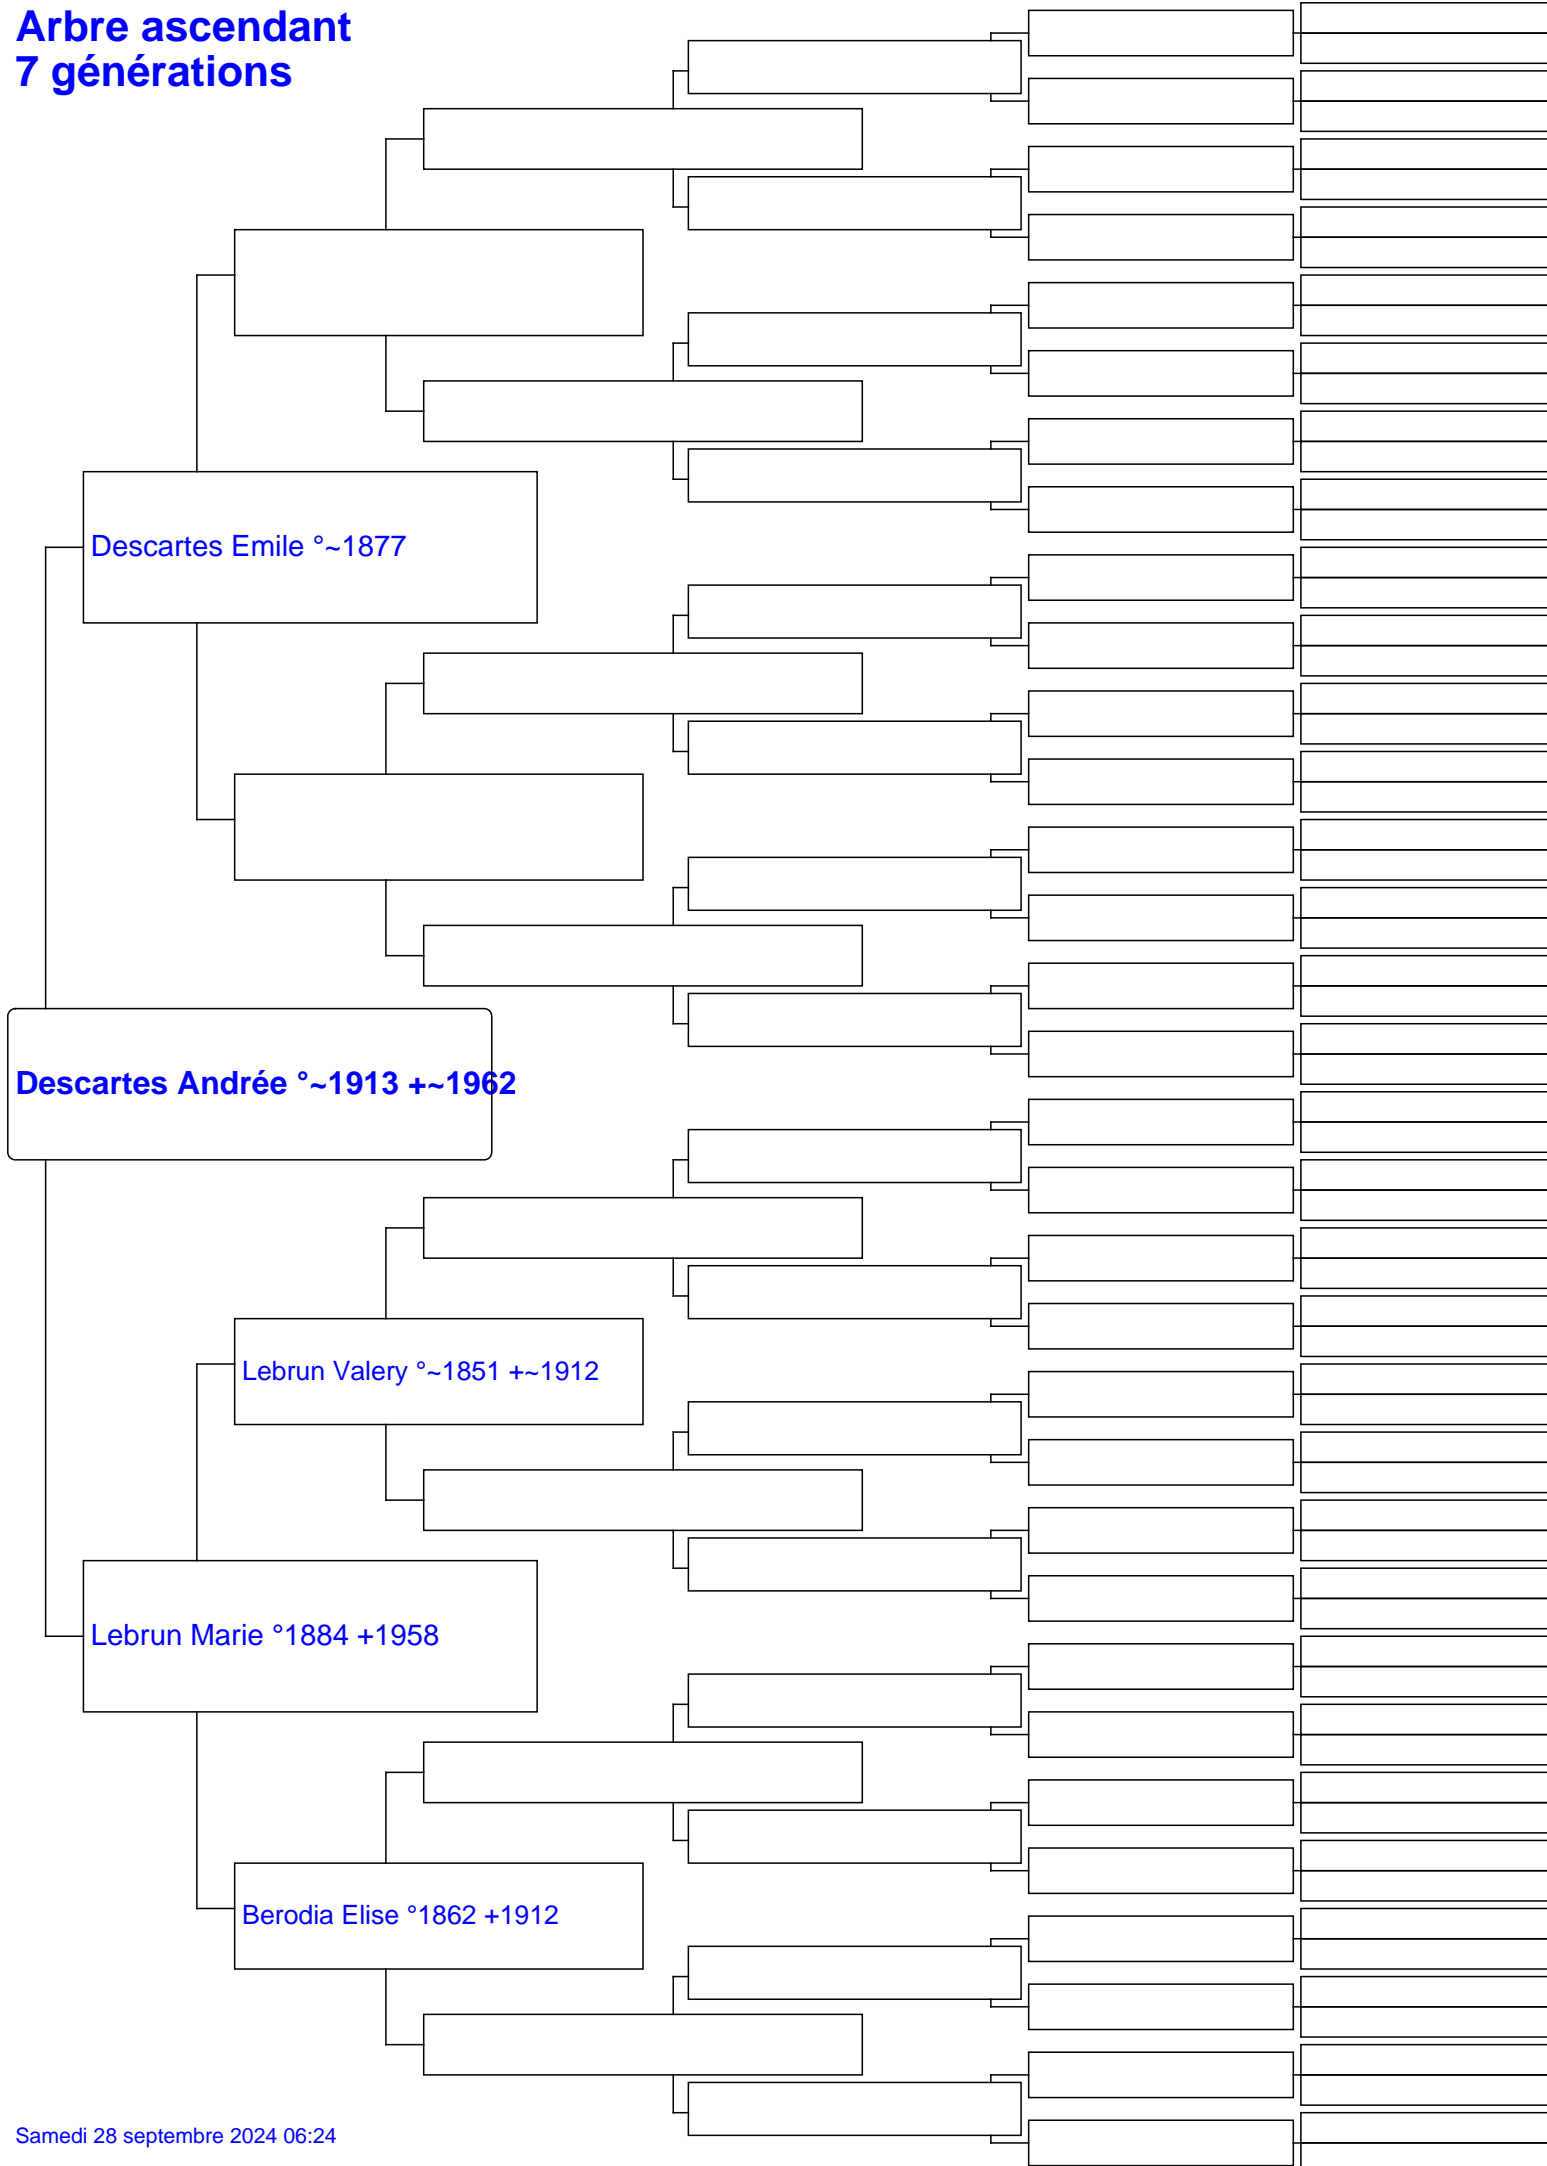 Arbre ascendant
7 générations
Descartes Emile °~1877
Descartes Andrée °~1913 +~1962
Lebrun Valery °~1851 +~1912
Lebrun Marie °1884 +1958
Berodia Elise °1862 +1912
Samedi 28 septembre 2024 06:24